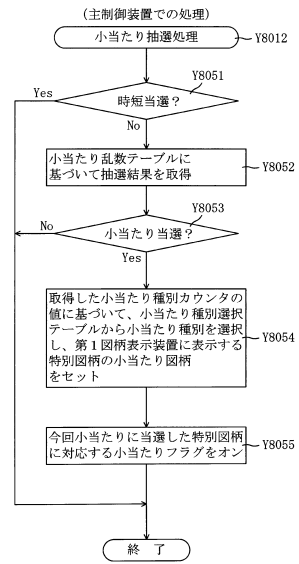 (主制御装置での処理)
小当たり抽選処理
Y8012
Y8051
Yes
時短当選？
No
小当たり乱数テーブルに
基づいて抽選結果を取得
Y8052
Y8053
No
小当たり当選？
Yes
取得した小当たり種別カウンタの
値に基づいて、小当たり種別選択
テーブルから小当たり種別を選択
し、第１図柄表示装置に表示する
特別図柄の小当たり図柄
をセット
Y8054
今回小当たりに当選した特別図柄
に対応する小当たりフラグをオン
Y8055
終 了